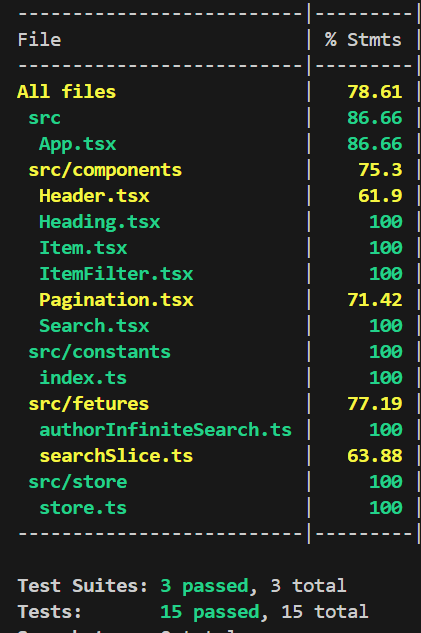 --------------------------|---------|
File                      | % Stmts |
--------------------------|---------|
All files                 |   78.61 |
 src                      |   86.66 |
  App.tsx                 |   86.66 |
 src/components           |    75.3 |
  Header.tsx              |    61.9 |
  Heading.tsx             |     100 |
  Item.tsx                |     100 |
  ItemFilter.tsx          |     100 |
  Pagination.tsx          |   71.42 |
  Search.tsx              |     100 |
 src/constants            |     100 |
  index.ts                |     100 |
 src/fetures              |   77.19 |
  authorInfiniteSearch.ts |     100 |
  searchSlice.ts          |   63.88 |
 src/store                |     100 |
  store.ts                |     100 |
--------------------------|---------|
Test Suites: 3 passed, 3 total
Tests:       15 passed, 15 total